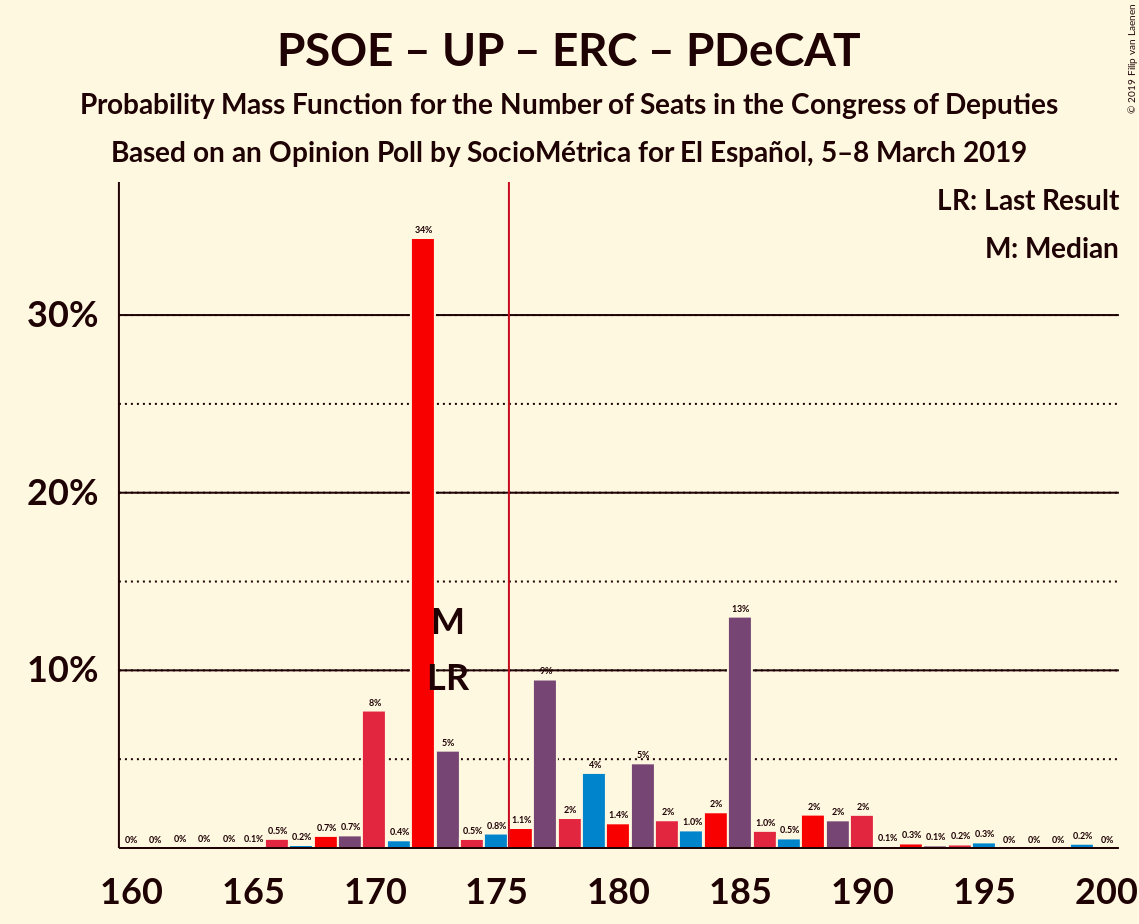 PSOE – UP – ERC – PDeCAT
Probability Mass Function for the Number of Seats in the Congress of Deputies
Based on an Opinion Poll by SocioMétrica for El Español, 5–8 March 2019
© 2019 Filip van Laenen
LR: Last Result
M: Median
30%
20%
10%
M
LR
0% 0% 0% 0% 0% 0.1% 0.5% 0.2% 0.7% 0.7% 8% 0.4% 34% 5% 0.5% 0.8% 1.1% 9% 2% 4% 1.4% 5% 2% 1.0% 2% 13% 1.0% 0.5% 2% 2% 2% 0.1% 0.3% 0.1% 0.2% 0.3% 0% 0% 0% 0.2% 0%
160 165 170 175 180 185 190 195 200